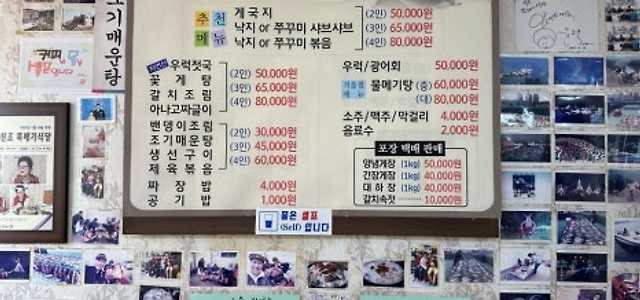 조기매운탕
추천 메뉴
게국지
낙지 or 쭈꾸미 샤브샤브
낙지 or 쭈꾸미 볶음
(2인) 50,000원
(3인) 65,000원
(4인) 80,000원
우럭젓국
꽃게탕
갈치조림
아나고짜글이
(2인) 50,000원
(3인) 65,000원
(4인) 80,000원
밴댕이조림
조기매운탕
생선구이
제육볶음
(2인) 30,000원
(3인) 45,000원
(4인) 60,000원
짜장밥 4,000원
공기밥 1,000원
우럭/광어회 50,000원
겨울철 메뉴
물메기탕 (중) 60,000원
(대) 80,000원
소주/맥주/막걸리 4,000원
음료수 2,000원
포장 택배 판매
양념게장 (1kg) 50,000원
간장게장 (1kg) 40,000원
대하장 (1kg) 40,000원
갈치속젓 10,000원
물은 셀프
(Self) 입니다